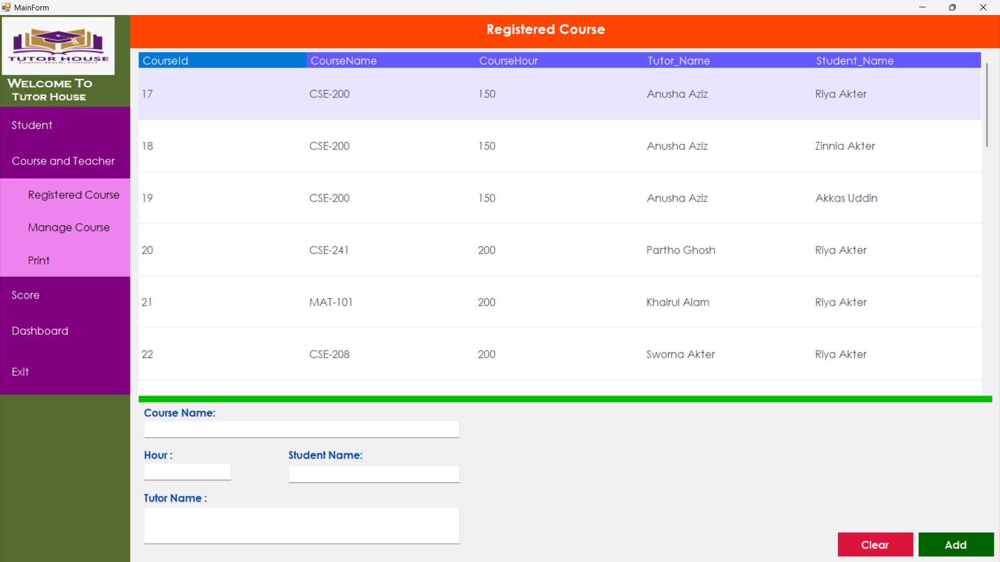 MainForm
TUTOR HOUSE
Learn, Teach, Connect
WELCOME TO
TUTOR HOUSE
Student
Course and Teacher
Registered Course
Manage Course
Print
Score
Dashboard
Exit
Registered Course
CourseId CourseName CourseHour Tutor_Name Student_Name
17 CSE-200 150 Anusha Aziz Riya Akter
18 CSE-200 150 Anusha Aziz Zinnia Akter
19 CSE-200 150 Anusha Aziz Akkas Uddin
20 CSE-241 200 Partho Ghosh Riya Akter
21 MAT-101 200 Khairul Alam Riya Akter
22 CSE-208 200 Sworna Akter Riya Akter
Course Name:
Hour : Student Name:
Tutor Name :
Clear Add